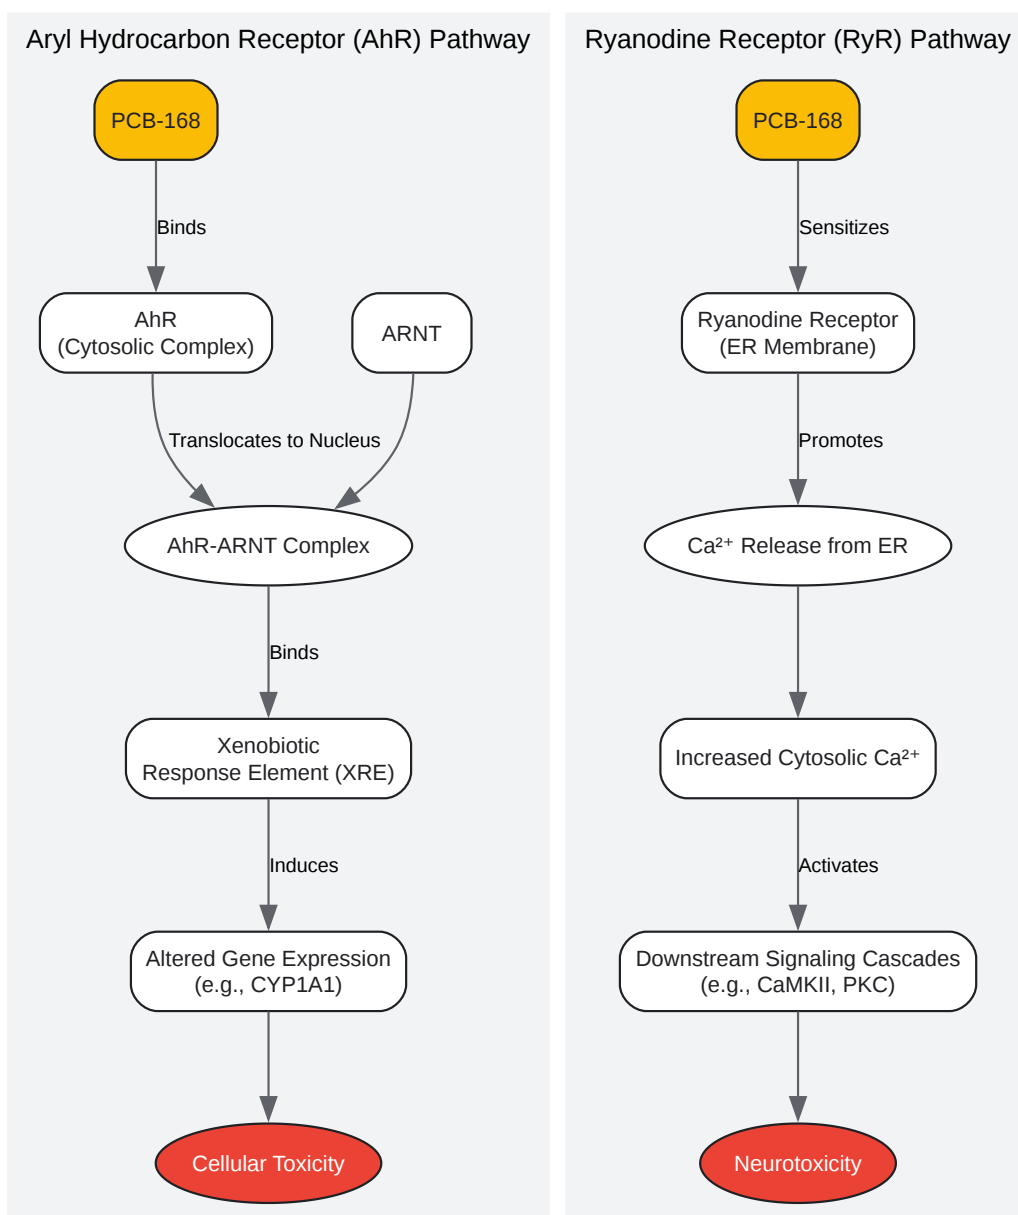 Aryl Hydrocarbon Receptor (AhR) Pathway
PCB-168
Binds
AhR
(Cytosolic Complex)
ARNT
Translocates to Nucleus
AhR-ARNT Complex
Binds
Xenobiotic
Response Element (XRE)
Induces
Altered Gene Expression
(e.g., CYP1A1)
Cellular Toxicity
Ryanodine Receptor (RyR) Pathway
PCB-168
Sensitizes
Ryanodine Receptor
(ER Membrane)
Promotes
Ca²⁺ Release from ER
Increased Cytosolic Ca²⁺
Activates
Downstream Signaling Cascades
(e.g., CaMKII, PKC)
Neurotoxicity